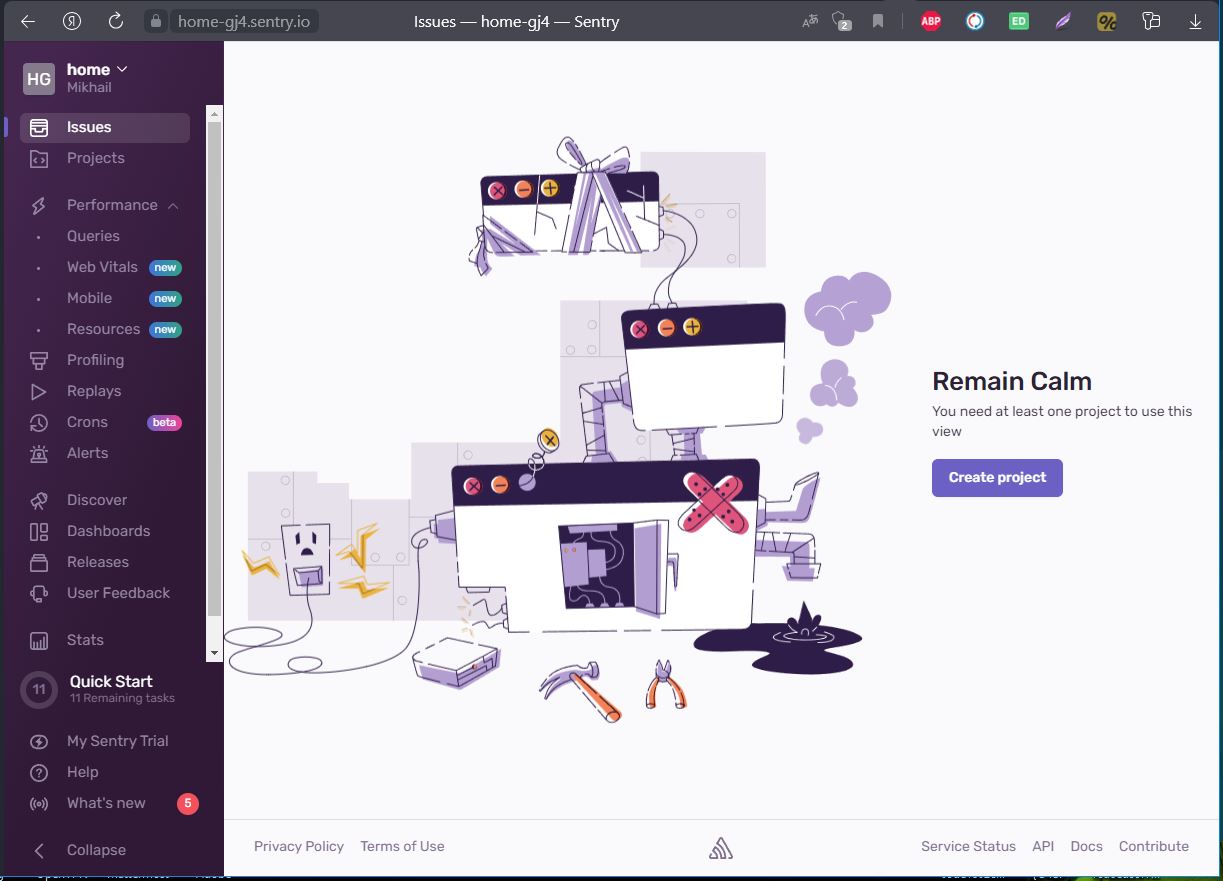 home-gj4.sentry.io
Issues — home-gj4 — Sentry
2
ABP
ED
%
HG
home
Mikhail
Issues
Projects
Performance
Queries
Web Vitals new
Mobile new
Resources new
Profiling
Replays
Crons beta
Alerts
Discover
Dashboards
Releases
User Feedback
Stats
11
Quick Start
11 Remaining tasks
My Sentry Trial
Help
What's new 5
Collapse
Remain Calm
You need at least one project to use this
view
Create project
Privacy Policy Terms of Use
Service Status API Docs Contribute